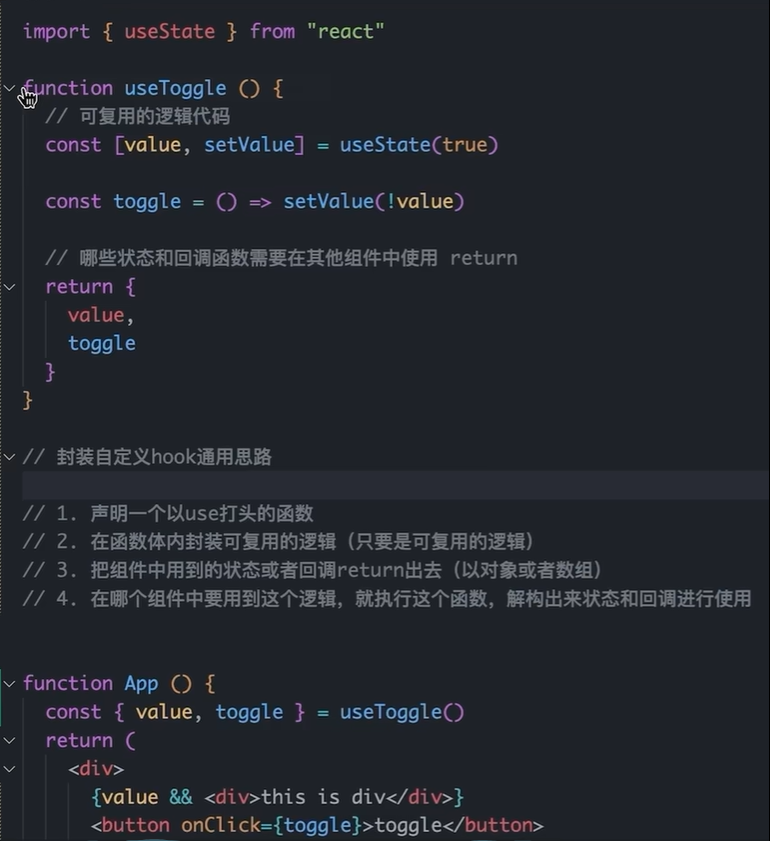 import { useState } from "react"
function useToggle () {
// 可复用的逻辑代码
const [value, setValue] = useState(true)
const toggle = () => setValue(!value)
// 哪些状态和回调函数需要在其他组件中使用 return
return {
value,
toggle
}
}
// 封装自定义hook通用思路
// 1. 声明一个以use打头的函数
// 2. 在函数体内封装可复用的逻辑（只要是可复用的逻辑）
// 3. 把组件中用到的状态或者回调return出去（以对象或者数组）
// 4. 在哪个组件中要用到这个逻辑，就执行这个函数，解构出来状态和回调进行使用
function App () {
const { value, toggle } = useToggle()
return (
<div>
{value && <div>this is div</div>}
<button onClick={toggle}>toggle</button>